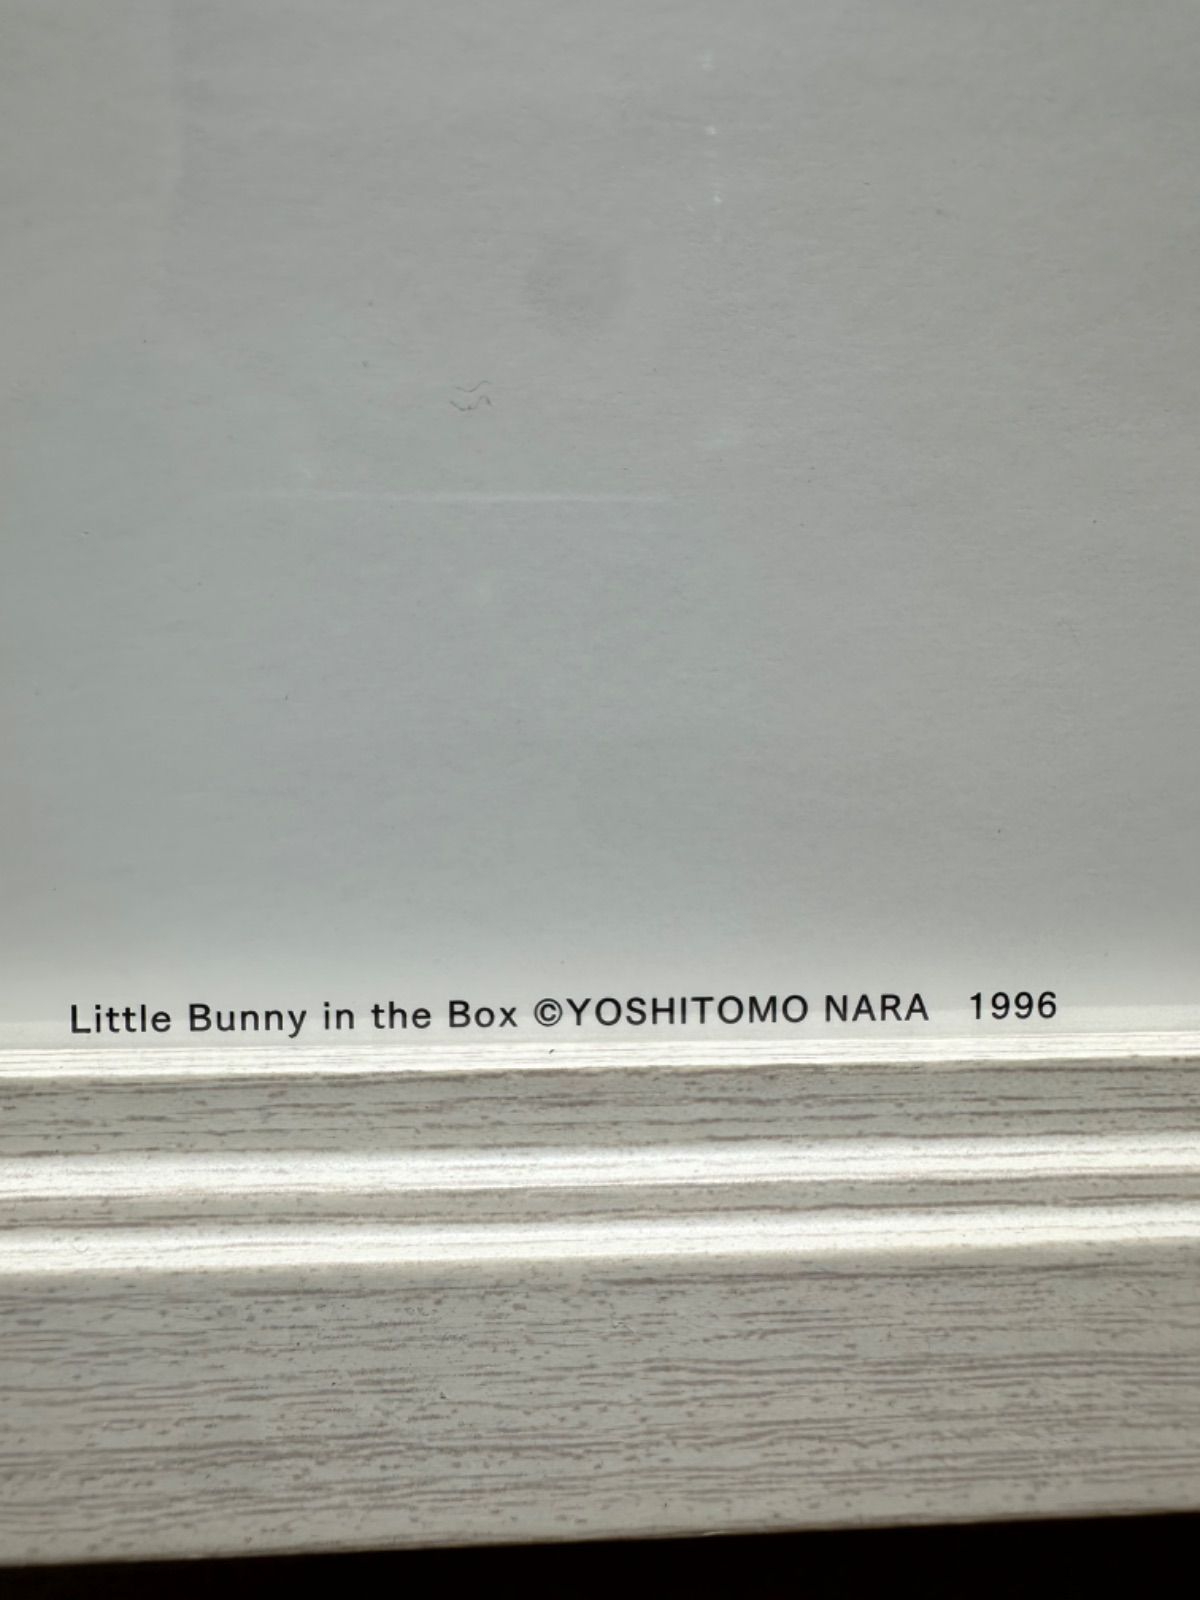 Little Bunny in the Box ©YOSHITOMO NARA 1996